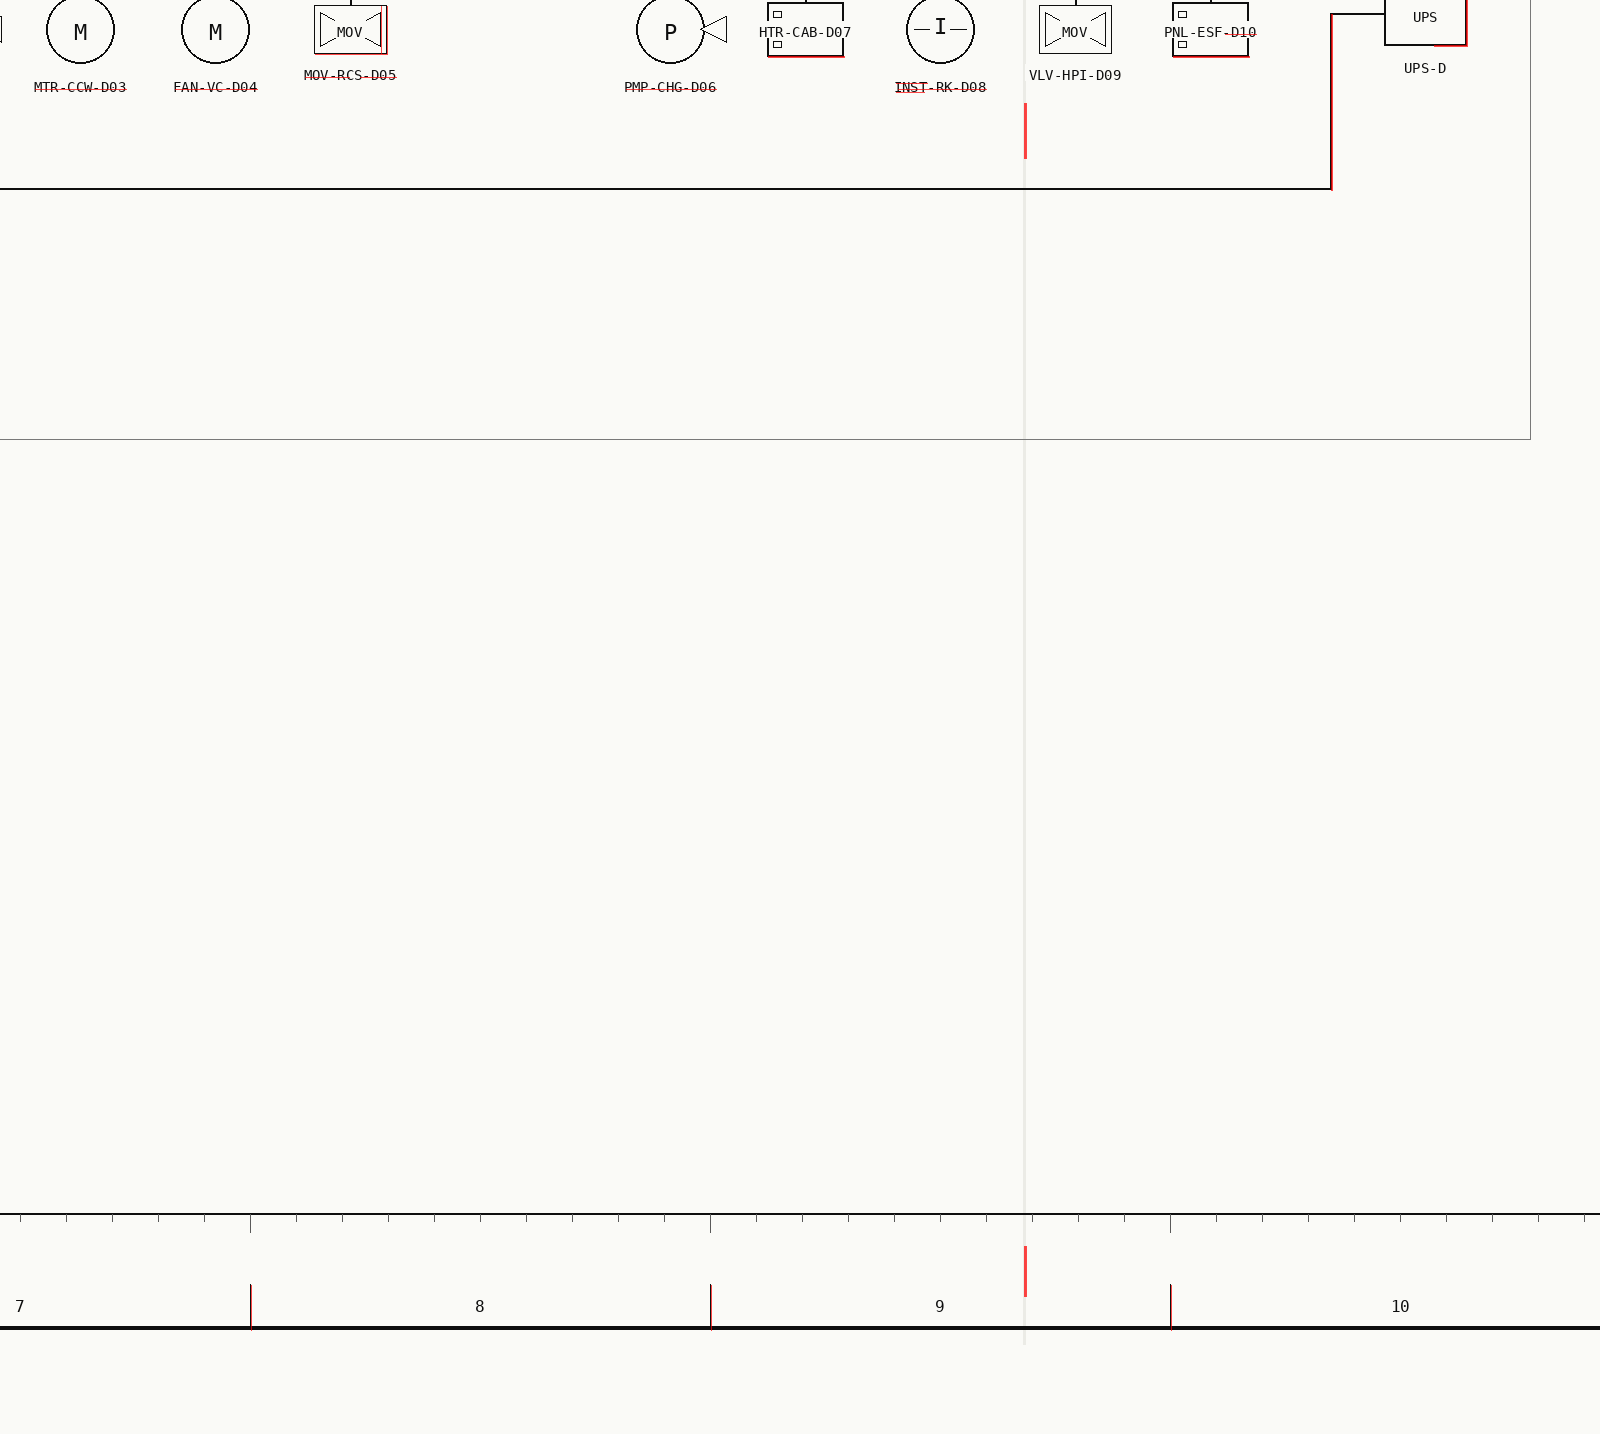 M
M
MOV
P
HTR-CAB-D07
I
MOV
PNL-ESF-D10
UPS
MTR-CCW-D03
FAN-VC-D04
MOV-RCS-D05
PMP-CHG-D06
INST-RK-D08
VLV-HPI-D09
UPS-D
7
8
9
10